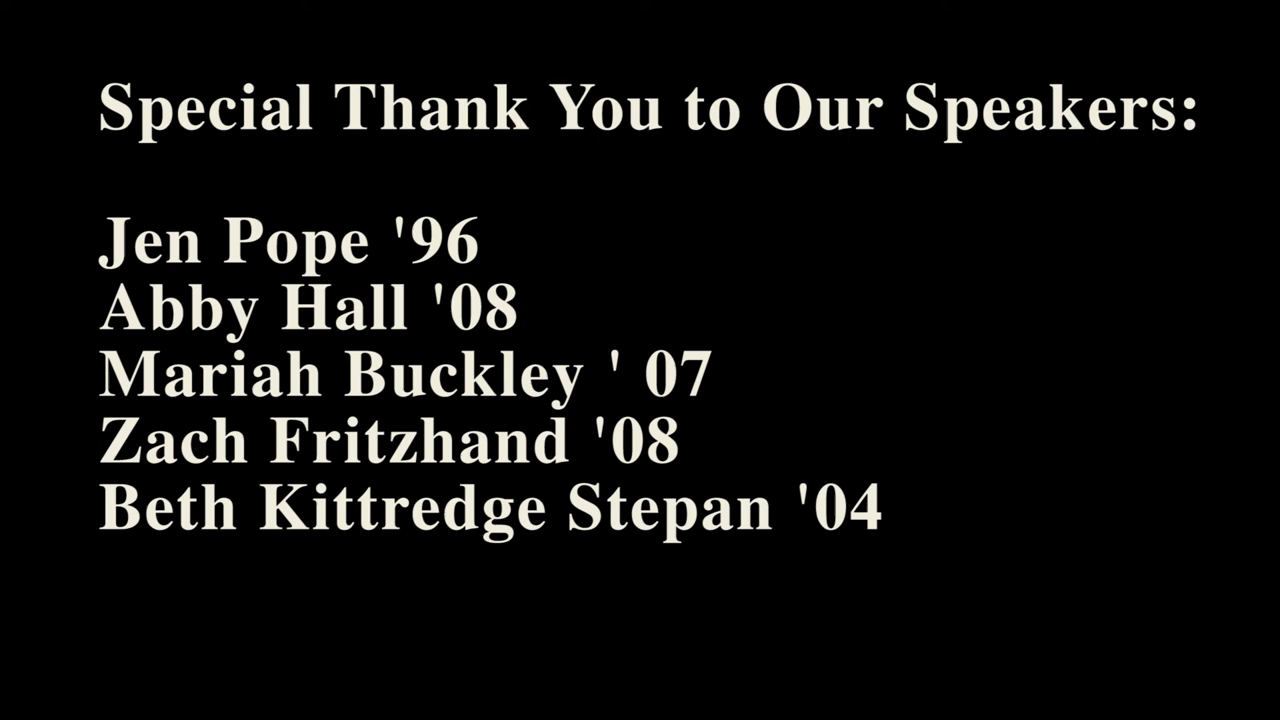 Special Thank You to Our Speakers:
Jen Pope '96
Abby Hall '08
Mariah Buckley ' 07
Zach Fritzhand '08
Beth Kittredge Stepan '04